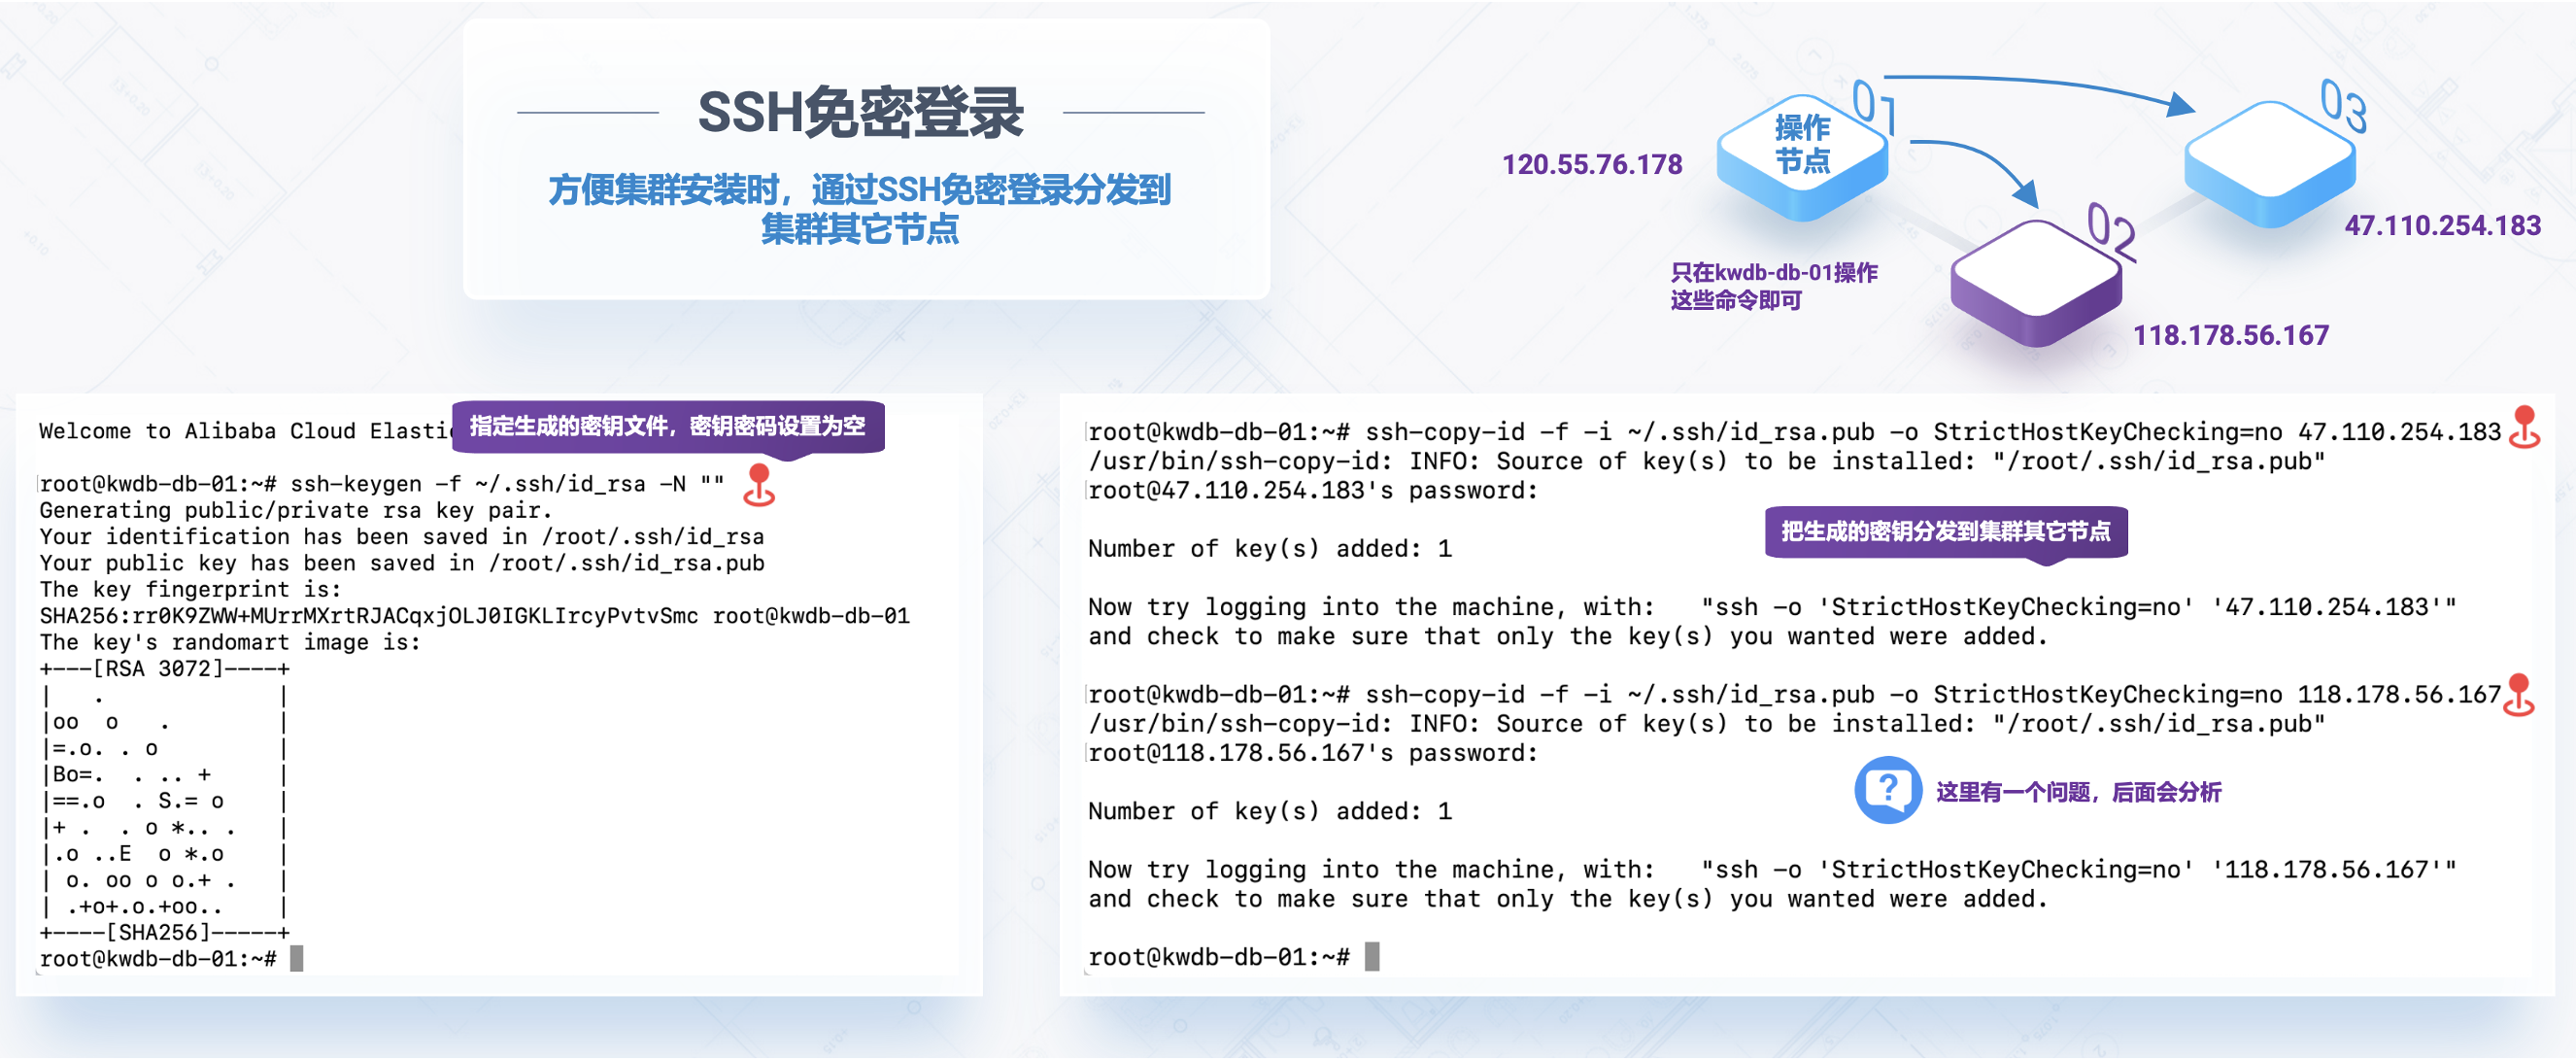 SSH免密登录
方便集群安装时，通过SSH免密登录分发到
集群其它节点
01
操作
节点
120.55.76.178
03
47.110.254.183
02
118.178.56.167
只在kwdb-db-01操作
这些命令即可
Welcome to Alibaba Cloud Elasti
指定生成的密钥文件，密钥密码设置为空
root@kwdb-db-01:~# ssh-keygen -f ~/.ssh/id_rsa -N ""
Generating public/private rsa key pair.
Your identification has been saved in /root/.ssh/id_rsa
Your public key has been saved in /root/.ssh/id_rsa.pub
The key fingerprint is:
SHA256:rr0K9ZWW+MUrrMXrtRJACqxjOLJ0IGKLIrcyPvtvSmc root@kwdb-db-01
The key's randomart image is:
+---[RSA 3072]----+
|   .             |
|oo  o   .        |
|=.o. . o         |
|Bo=.  . .. +     |
|==.o  . S.= o    |
|+ .  . o *.. .   |
|.o ..E  o *.o    |
| o. oo o o.+ .   |
| .+o+.o.+oo..    |
+----[SHA256]-----+
root@kwdb-db-01:~#
root@kwdb-db-01:~# ssh-copy-id -f -i ~/.ssh/id_rsa.pub -o StrictHostKeyChecking=no 47.110.254.183
/usr/bin/ssh-copy-id: INFO: Source of key(s) to be installed: "/root/.ssh/id_rsa.pub"
root@47.110.254.183's password:
把生成的密钥分发到集群其它节点
Number of key(s) added: 1
Now try logging into the machine, with:   "ssh -o 'StrictHostKeyChecking=no' '47.110.254.183'"
and check to make sure that only the key(s) you wanted were added.
root@kwdb-db-01:~# ssh-copy-id -f -i ~/.ssh/id_rsa.pub -o StrictHostKeyChecking=no 118.178.56.167
/usr/bin/ssh-copy-id: INFO: Source of key(s) to be installed: "/root/.ssh/id_rsa.pub"
root@118.178.56.167's password:
?
这里有一个问题，后面会分析
Number of key(s) added: 1
Now try logging into the machine, with:   "ssh -o 'StrictHostKeyChecking=no' '118.178.56.167'"
and check to make sure that only the key(s) you wanted were added.
root@kwdb-db-01:~#